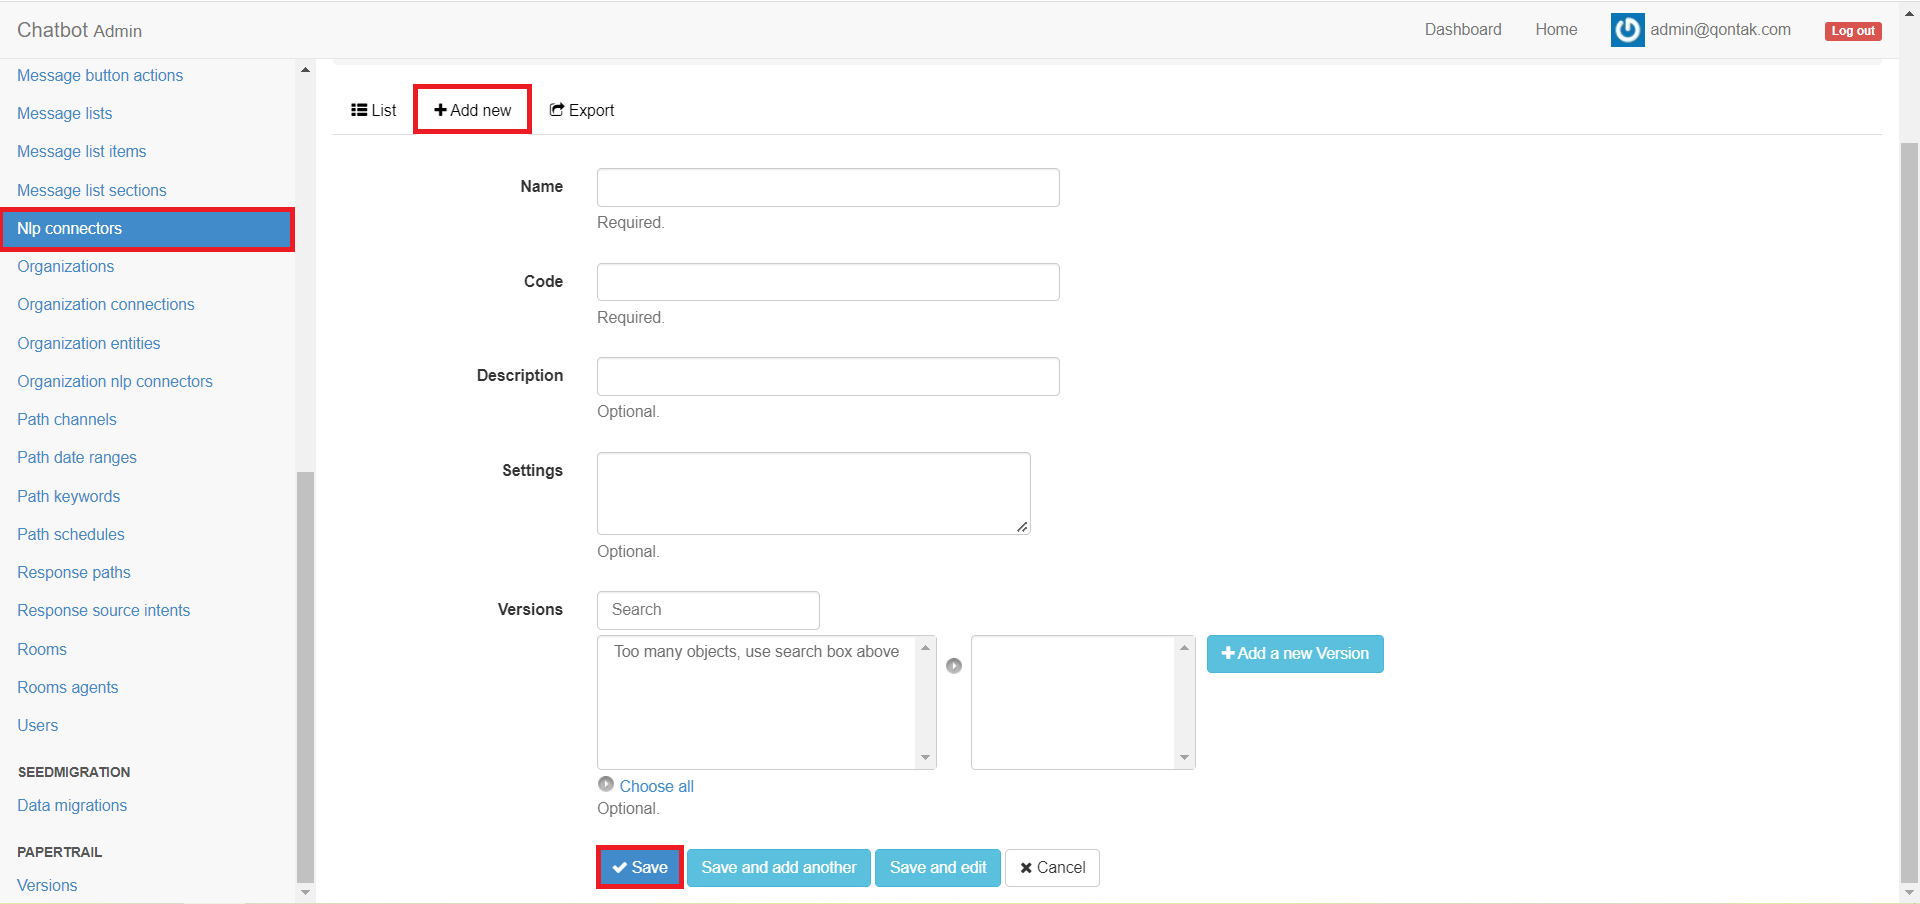 Chatbot Admin
Dashboard
Home
admin@qontak.com
Log out
Message button actions
Message lists
Message list items
Message list sections
Nlp connectors
Organizations
Organization connections
Organization entities
Organization nlp connectors
Path channels
Path date ranges
Path keywords
Path schedules
Response paths
Response source intents
Rooms
Rooms agents
Users
SEEDMIGRATION
Data migrations
PAPERTRAIL
Versions
List
Add new
Export
Name
Required.
Code
Required.
Description
Optional.
Settings
Optional.
Versions
Search
Too many objects, use search box above
Add a new Version
Choose all
Optional.
Save
Save and add another
Save and edit
Cancel